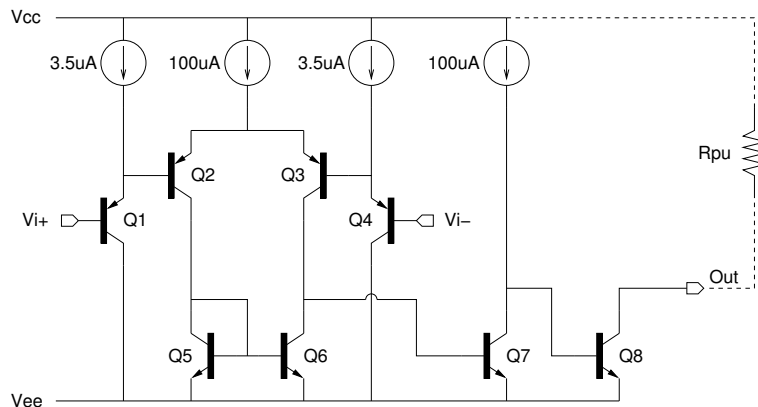 Vcc
3.5uA
100uA
3.5uA
100uA
Rpu
Q2
Q3
Vi+
Q1
Q4
Vi-
Out
Q5
Q6
Q7
Q8
Vee